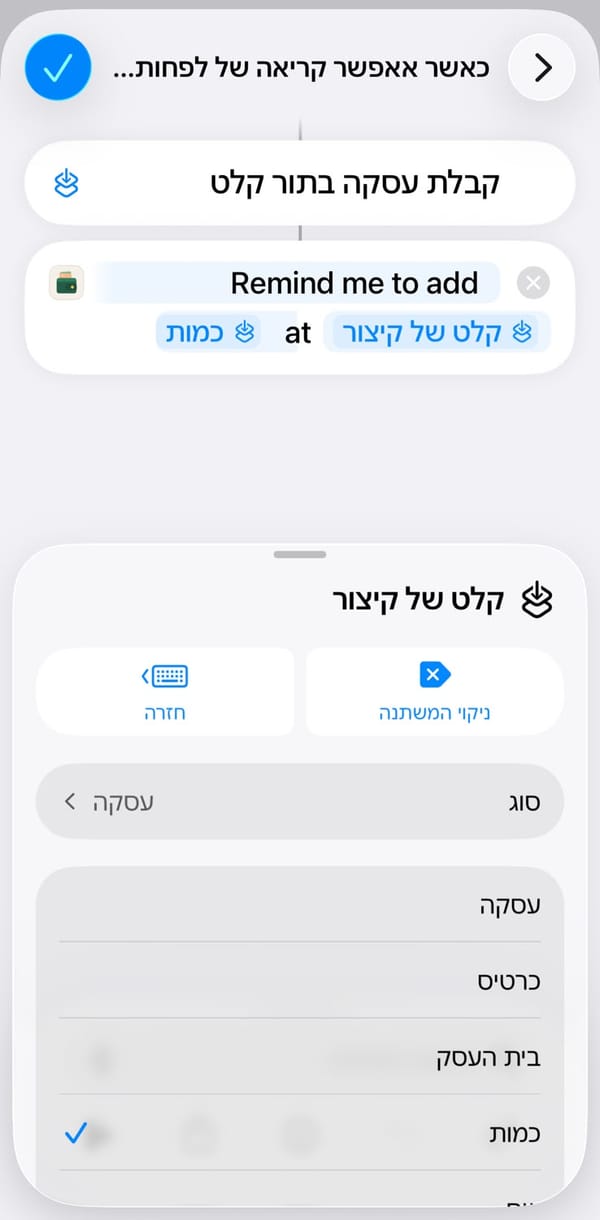 כאשר אאפשר קריאה של לפחות...
קבלת עסקה בתור קלט
Remind me to add
קלט של קיצור at כמות
קלט של קיצור
ניקוי המשתנה
חזרה
סוג
עסקה
עסקה
כרטיס
בית העסק
כמות